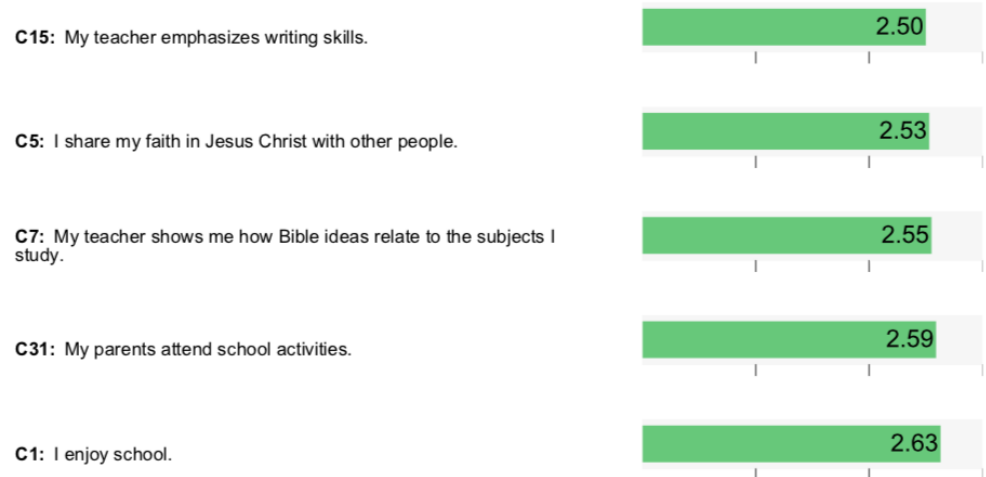 C15: My teacher emphasizes writing skills.
2.50
C5: I share my faith in Jesus Christ with other people.
2.53
C7: My teacher shows me how Bible ideas relate to the subjects I
study.
2.55
C31: My parents attend school activities.
2.59
C1: I enjoy school.
2.63